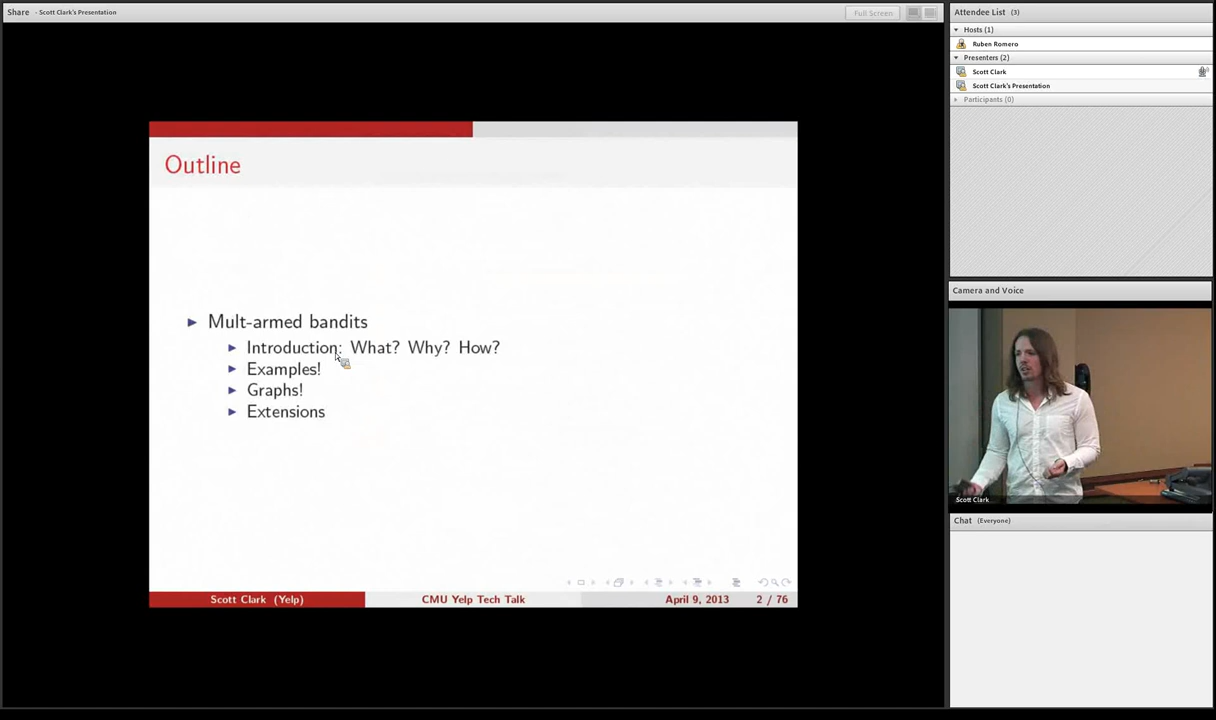 Share - Scott Clark's Presentation
Full Screen
Outline
Mult-armed bandits
Introduction: What? Why? How?
Examples!
Graphs!
Extensions
Scott Clark (Yelp) CMU Yelp Tech Talk April 9, 2013 2 / 76
Attendee List (3)
Hosts (1)
Ruben Romero
Presenters (2)
Scott Clark
Scott Clark's Presentation
Participants (0)
Camera and Voice
Scott Clark
Chat (Everyone)